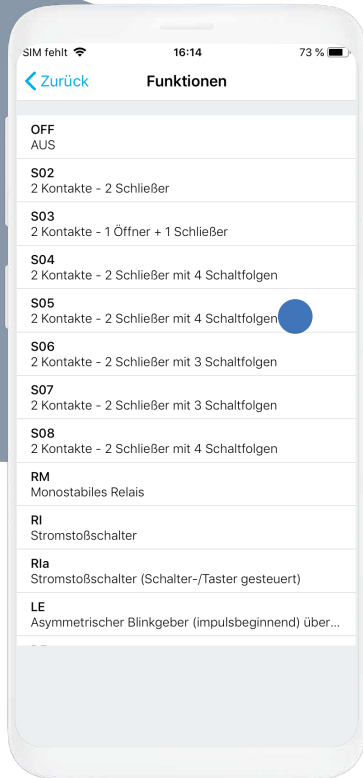 SIM fehlt 16:14 73 %
Zurück Funktionen
OFF
AUS
S02
2 Kontakte - 2 Schließer
S03
2 Kontakte - 1 Öffner + 1 Schließer
S04
2 Kontakte - 2 Schließer mit 4 Schaltfolgen
S05
2 Kontakte - 2 Schließer mit 4 Schaltfolgen
S06
2 Kontakte - 2 Schließer mit 3 Schaltfolgen
S07
2 Kontakte - 2 Schließer mit 3 Schaltfolgen
S08
2 Kontakte - 2 Schließer mit 4 Schaltfolgen
RM
Monostabiles Relais
RI
Stromstoßschalter
RIa
Stromstoßschalter (Schalter-/Taster gesteuert)
LE
Asymmetrischer Blinkgeber (impulsbeginnend) über...